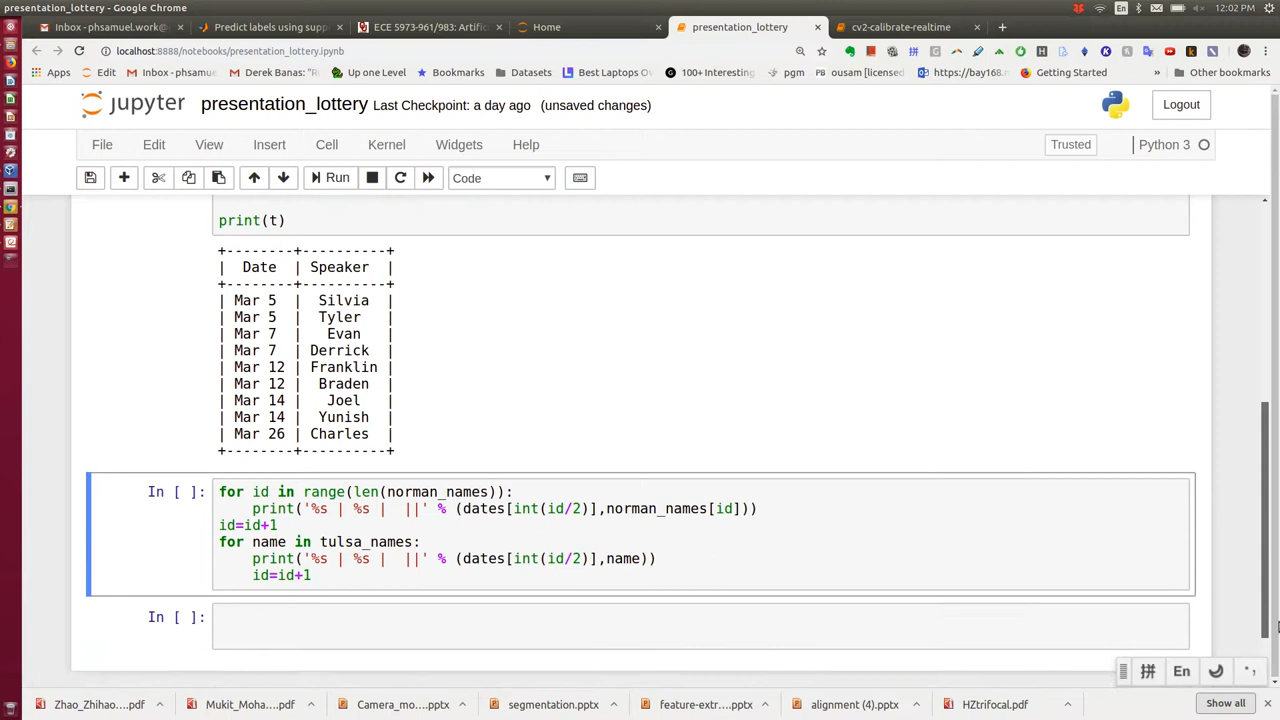 presentation_lottery - Google Chrome
En
12:02 PM
Inbox - phsamuel.work@
Predict labels using supp
ECE 5973-961/983: Artific
Home
presentation_lottery
cv2-calibrate-realtime
localhost:8888/notebooks/presentation_lottery.ipynb
Apps
Edit
Inbox - phsamuel
Derek Banas: "R
Up one Level
Bookmarks
Datasets
Best Laptops O
100+ Interesting
pgm
ousam [licensed
https://bay168.
Getting Started
»
Other bookmarks
jupyter
presentation_lottery Last Checkpoint: a day ago (unsaved changes)
Logout
File
Edit
View
Insert
Cell
Kernel
Widgets
Help
Trusted
Python 3
Run
Code
print(t)
+--------+----------+
| Date | Speaker |
+--------+----------+
| Mar 5 | Silvia |
| Mar 5 | Tyler |
| Mar 7 | Evan |
| Mar 7 | Derrick |
| Mar 12 | Franklin |
| Mar 12 | Braden |
| Mar 14 | Joel |
| Mar 14 | Yunish |
| Mar 26 | Charles |
+--------+----------+
In [ ]:
for id in range(len(norman_names)):
print('%s | %s | ||' % (dates[int(id/2)],norman_names[id]))
id=id+1
for name in tulsa_names:
print('%s | %s | ||' % (dates[int(id/2)],name))
id=id+1
In [ ]:
拼
En
Zhao_Zhihao....pdf
Mukit_Moha....pdf
Camera_mo....pptx
segmentation.pptx
feature-extr....pptx
alignment (4).pptx
HZtrifocal.pdf
Show all